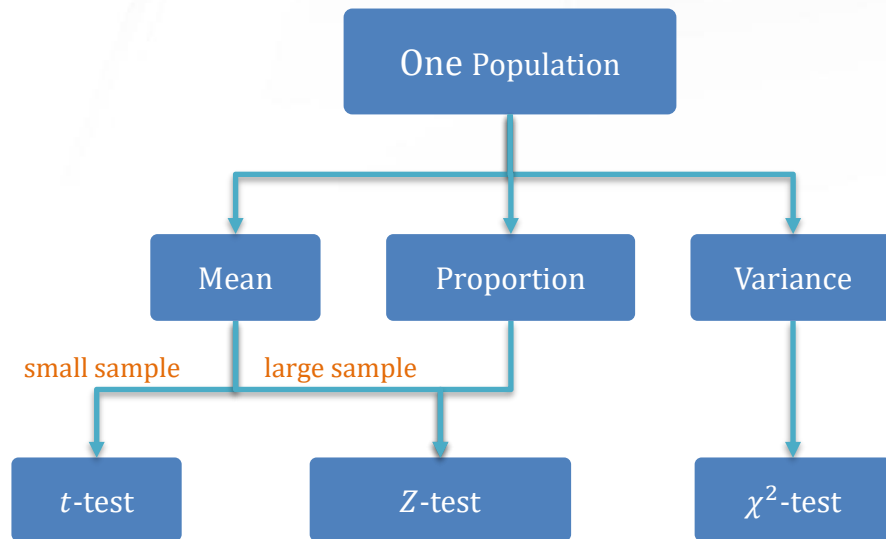 One Population
Mean
Proportion
Variance
small sample
large sample
t-test
Z-test
χ²-test